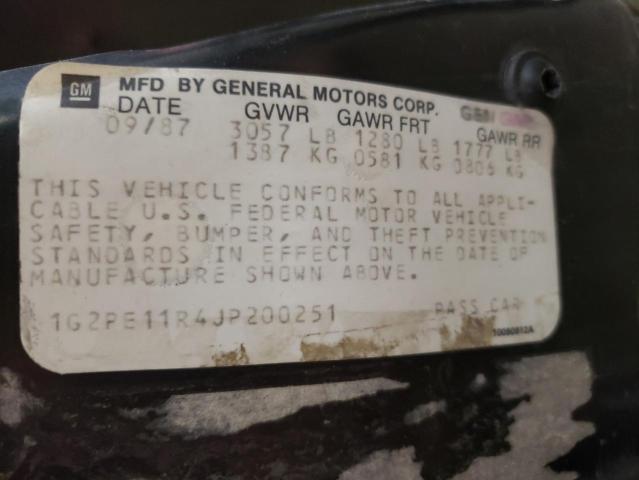 GM MFD BY GENERAL MOTORS CORP. GEN
DATE GVWR GAWR FRT GAWR RR
09/87 3057 LB 1280 LB 1777 LB
1387 KG 0581 KG 0806 KG
THIS VEHICLE CONFORMS TO ALL APPLI-
CABLE U.S. FEDERAL MOTOR VEHICLE
SAFETY, BUMPER, AND THEFT PREVENTION
STANDARDS IN EFFECT ON THE DATE OF
MANUFACTURE SHOWN ABOVE.
1G2PE11R4JP200251 PASS CAR
10080812A